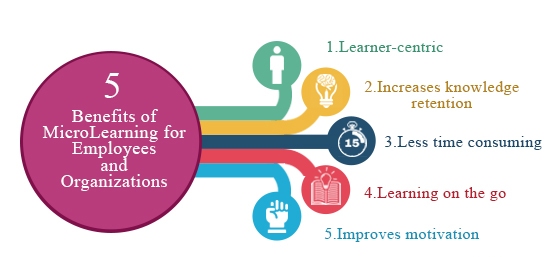 5
Benefits of
MicroLearning for
Employees
and
Organizations
1.Learner-centric
2.Increases knowledge
retention
15"
3.Less time consuming
4.Learning on the go
5.Improves motivation